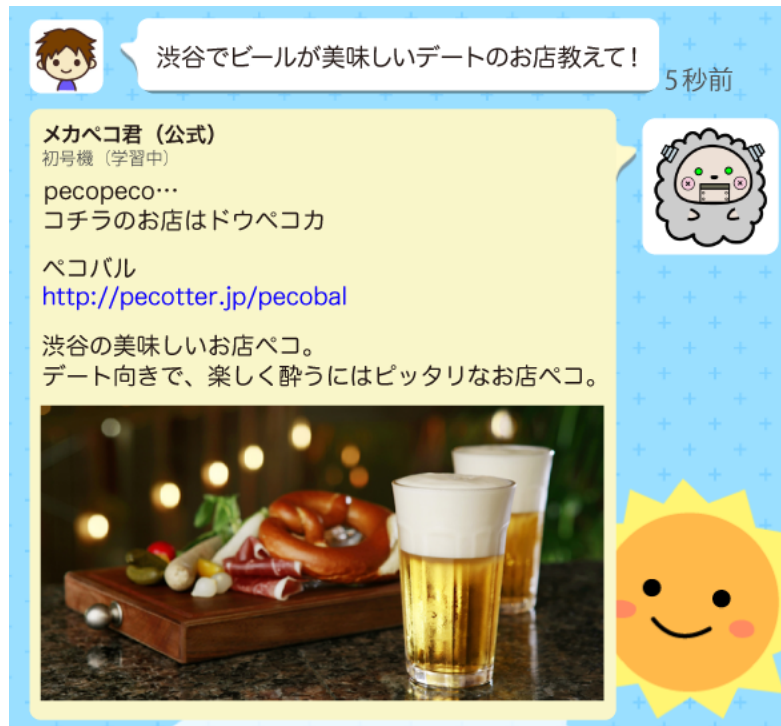 渋谷でビールが美味しいデートのお店教えて!
5秒前
メカペコ君（公式）
初号機（学習中）
pecopeco…
コチラのお店はドウペコカ
ペコバル
http://pecotter.jp/pecobal
渋谷の美味しいお店ペコ。
デート向きで、楽しく酔うにはピッタリなお店ペコ。